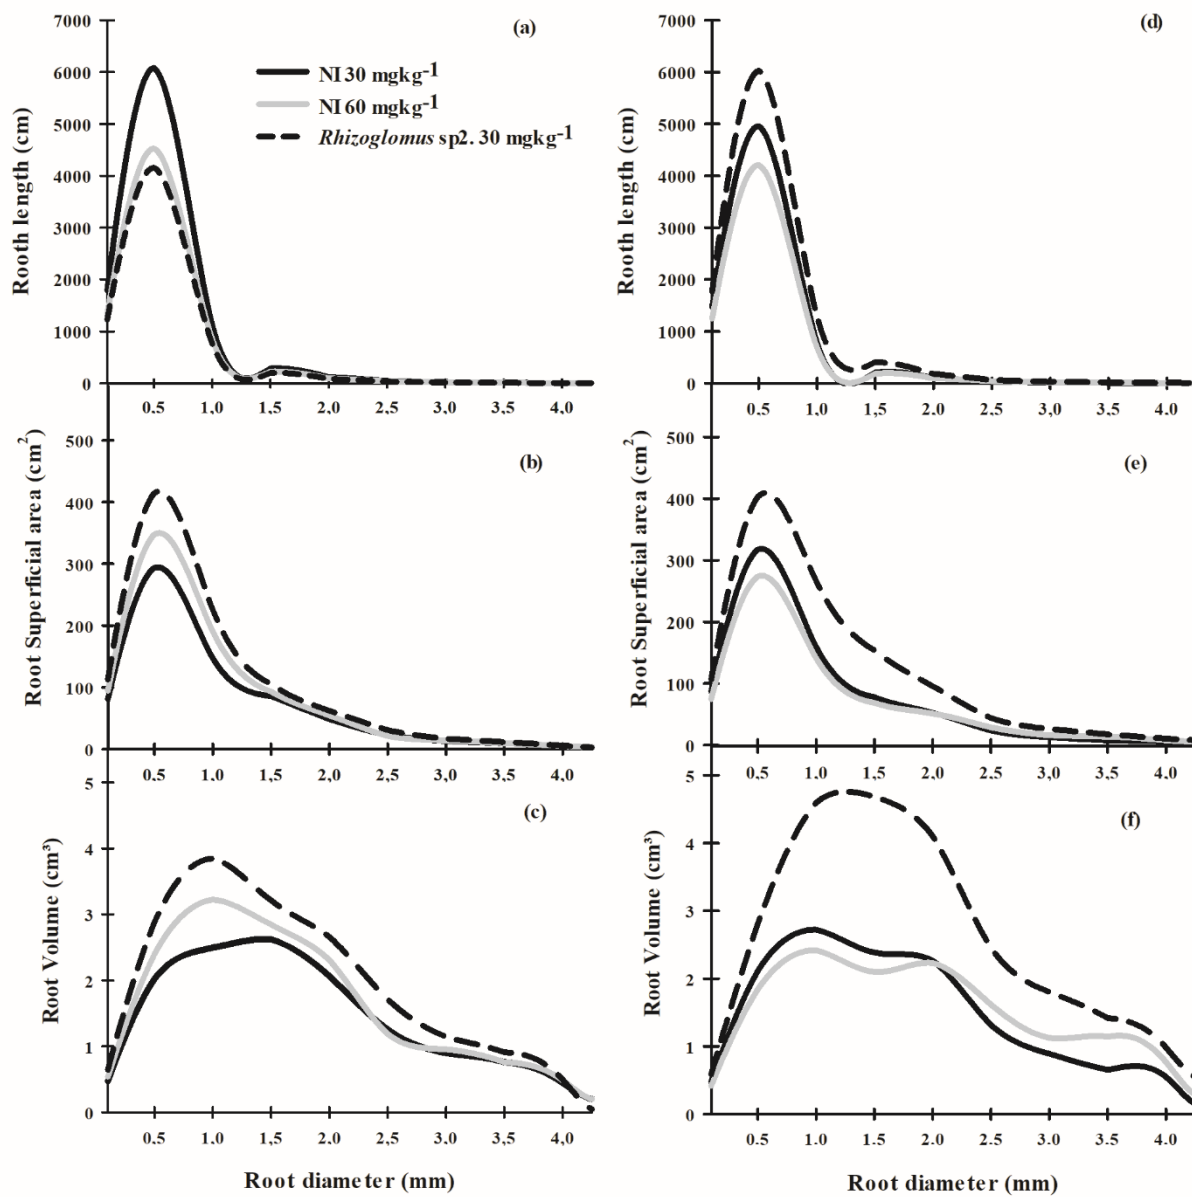 (a)
7000
6000
5000
4000
3000
2000
1000
0
Rooth length (cm)
NI 30 mgkg⁻¹
NI 60 mgkg⁻¹
Rhizoglomus sp2. 30 mgkg⁻¹
0.5 1.0 1,5 2.0 2.5 3,0 3.5 4,0
(b)
500
400
300
200
100
0
Root Superficial area (cm²)
0.5 1.0 1,5 2.0 2.5 3,0 3.5 4,0
(c)
5
4
3
2
1
0
Root Volume (cm³)
0.5 1.0 1,5 2.0 2.5 3,0 3.5 4,0
Root diameter (mm)
(d)
7000
6000
5000
4000
3000
2000
1000
0
Rooth length (cm)
0.5 1.0 1,5 2.0 2.5 3,0 3.5 4.0
(e)
500
400
300
200
100
0
Root Superficial area (cm²)
0.5 1.0 1,5 2.0 2.5 3,0 3.5 4.0
(f)
5
4
3
2
1
0
Root Volume (cm³)
0.5 1.0 1,5 2.0 2.5 3,0 3.5 4.0
Root diameter (mm)